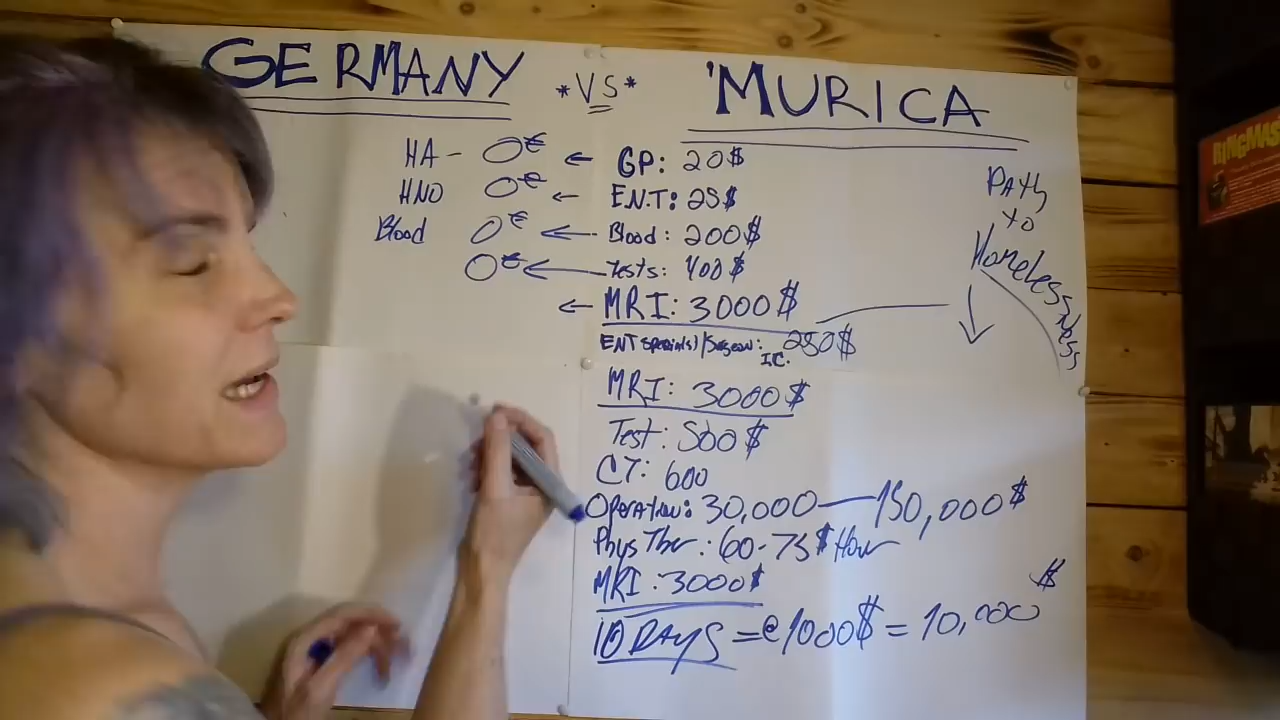 GERMANY *VS* 'MURICA
HA - 0€ ← GP: 20$
HNO 0€ ← E.N.T: 25$
Blood 0€ ← Blood: 200$
0€ ← Tests: 400$
← MRI: 3000$
ENT 250$
I.C.
MRI: 3000$
Test: 500$
CT: 600
Operation: 30,000 — 150,000$
Phys Ther.: 60-75$ Hour
MRI: 3000$
10 DAYS = @1000$ = 10,000$
PATH
TO
Homelessness
RINGMAS